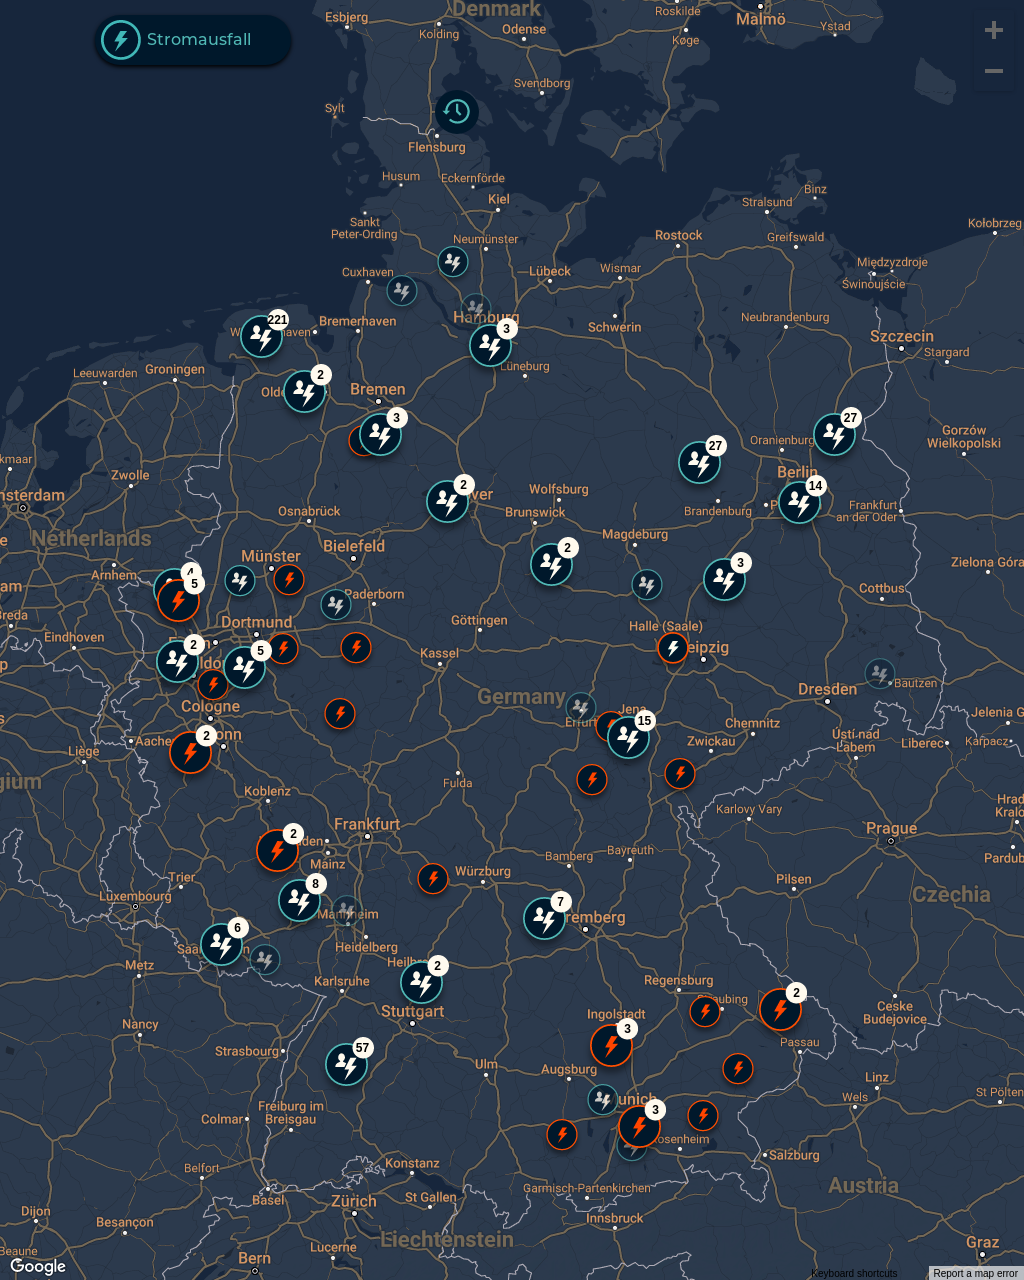 Denmark
Esbjerg
Kolding
Odense
Roskilde
Malmö
Ystad
Køge
Stromausfall
+
−
Svendborg
Sylt
Flensburg
Husum
Eckernförde
Kiel
Binz
Stralsund
Sankt
Peter-Ording
Neumünster
Rostock
Greifswald
Kołobrzeg
Cuxhaven
Lübeck
Wismar
Międzyzdroje
Świnoujście
Hamburg
Bremerhaven
Schwerin
Neubrandenburg
221
3
Szczecin
Stargard
Leeuwarden
Groningen
Lüneburg
2
Bremen
3
27
Gorzów
Wielkopolski
Oranienburg
27
Zwolle
Berlin
2
Wolfsburg
14
Osnabrück
Brunswick
Brandenburg
Frankfurt
an der Oder
Netherlands
Magdeburg
Bielefeld
2
Münster
3
Zielona Góra
Arnhem
4
5
Paderborn
Cottbus
Göttingen
Dortmund
Halle (Saale)
Eindhoven
2
5
Kassel
Germany
Bautzen
Dresden
Cologne
Jena
Erfurt
15
Chemnitz
Jelenia G
Aachen
2
Zwickau
Ústí nad
Labem
Liberec
Karpacz
Liège
gium
Fulda
Koblenz
Karlovy Vary
Hrad
Kralo
Frankfurt
2
Prague
Mainz
Bamberg
Bayreuth
Pardub
Trier
Würzburg
Pilsen
8
Czechia
Luxembourg
Mannheim
7
6
Heidelberg
Metz
2
Karlsruhe
Regensburg
Straubing
2
Stuttgart
Ingolstadt
Ceske
Budejovice
Nancy
3
Strasbourg
57
Passau
Ulm
Augsburg
Linz
Wels
St Pölten
Colmar
Freiburg im
Breisgau
3
Rosenheim
Salzburg
Belfort
Konstanz
Basel
Zürich
St Gallen
Garmisch-Partenkirchen
Austria
Dijon
Besançon
Innsbruck
Liechtenstein
Lucerne
Bern
Graz
Beaune
Google
Keyboard shortcuts
Report a map error